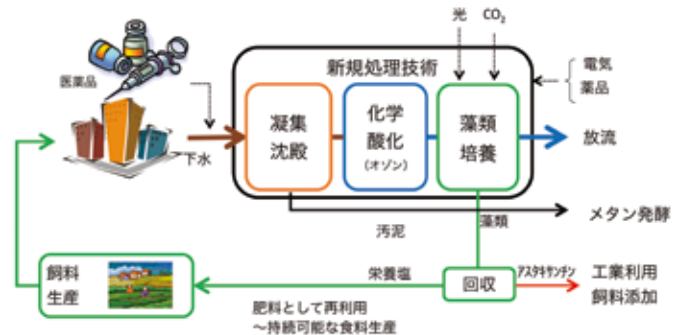 光
CO₂
新規処理技術
電気
薬品
医薬品
凝集
沈殿
化学
酸化
(オゾン)
藻類
培養
放流
下水
メタン発酵
汚泥
藻類
飼料
生産
栄養塩
回収
アスタキサンチン
工業利用
飼料添加
肥料として再利用
～持続可能な食料生産